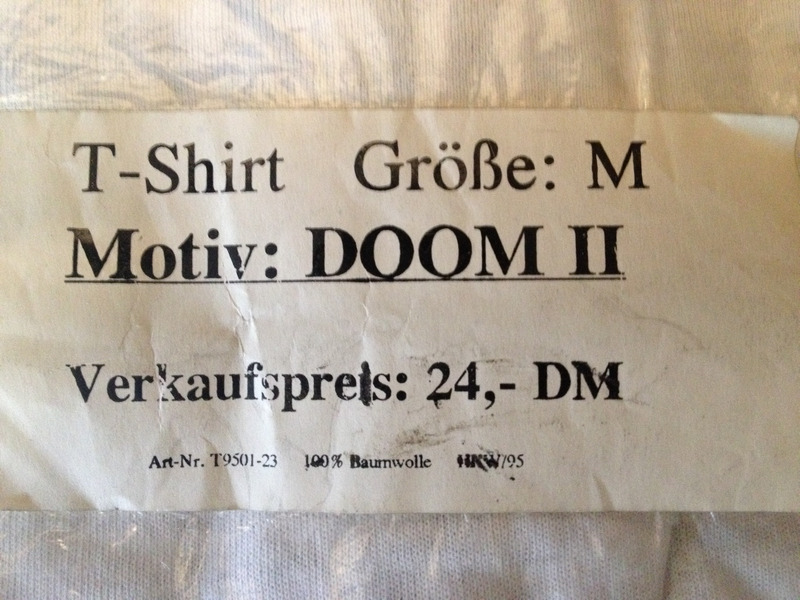 T-Shirt Größe: M
Motiv: DOOM II
Verkaufspreis: 24,- DM
Art-Nr. T9501-23 100% Baumwolle HKW/95